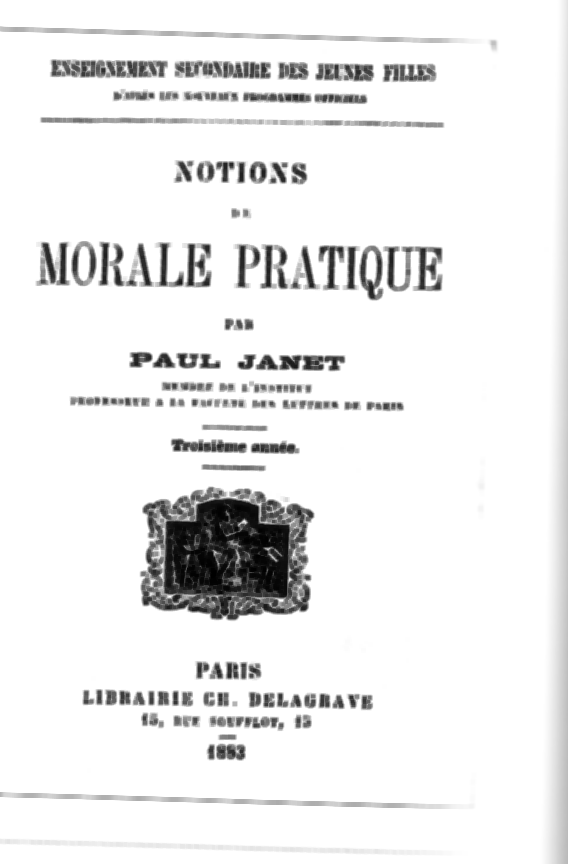 ENSEIGNEMENT SECONDAIRE DES JEUNES FILLES
D'APRÈS LES NOUVEAUX PROGRAMMES OFFICIELS
NOTIONS
DE
MORALE PRATIQUE
PAR
PAUL JANET
MEMBRE DE L'INSTITUT
PROFESSEUR A LA FACULTÉ DES LETTRES DE PARIS
Troisième année.
PARIS
LIBRAIRIE CH. DELAGRAVE
15, RUE SOUFFLOT, 15
1883